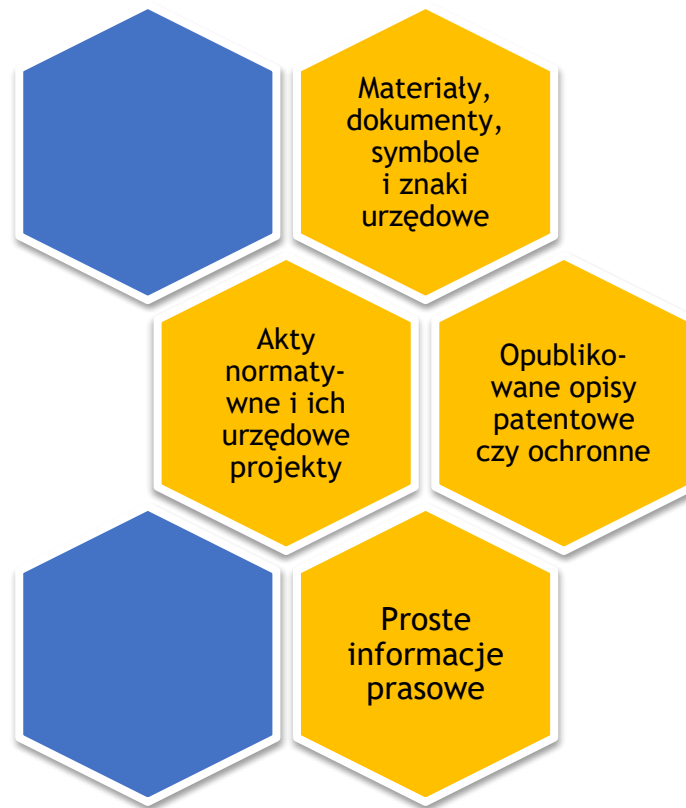 Materiały,
dokumenty,
symbole
i znaki
urzędowe
Akty
normaty-
wne i ich
urzędowe
projekty
Opubliko-
wane opisy
patentowe
czy ochronne
Proste
informacje
prasowe